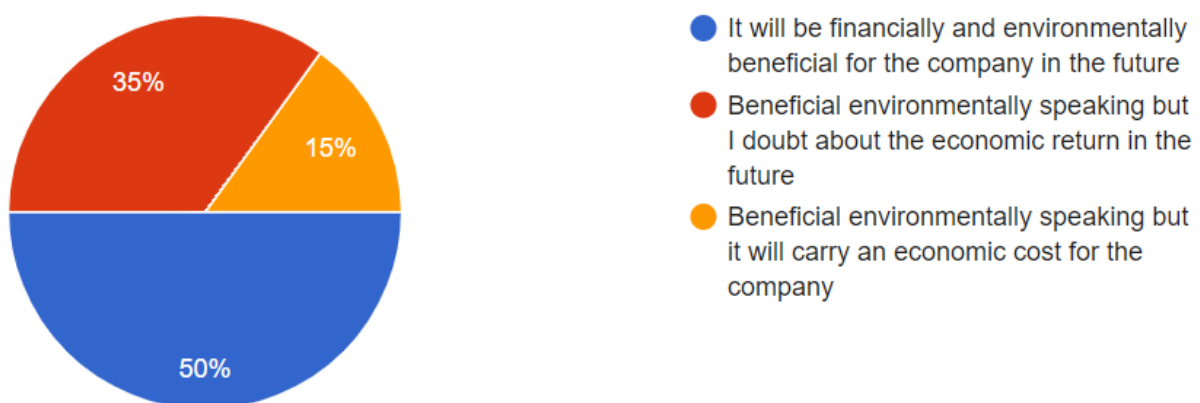 35%
15%
50%
It will be financially and environmentally
beneficial for the company in the future
Beneficial environmentally speaking but
I doubt about the economic return in the
future
Beneficial environmentally speaking but
it will carry an economic cost for the
company